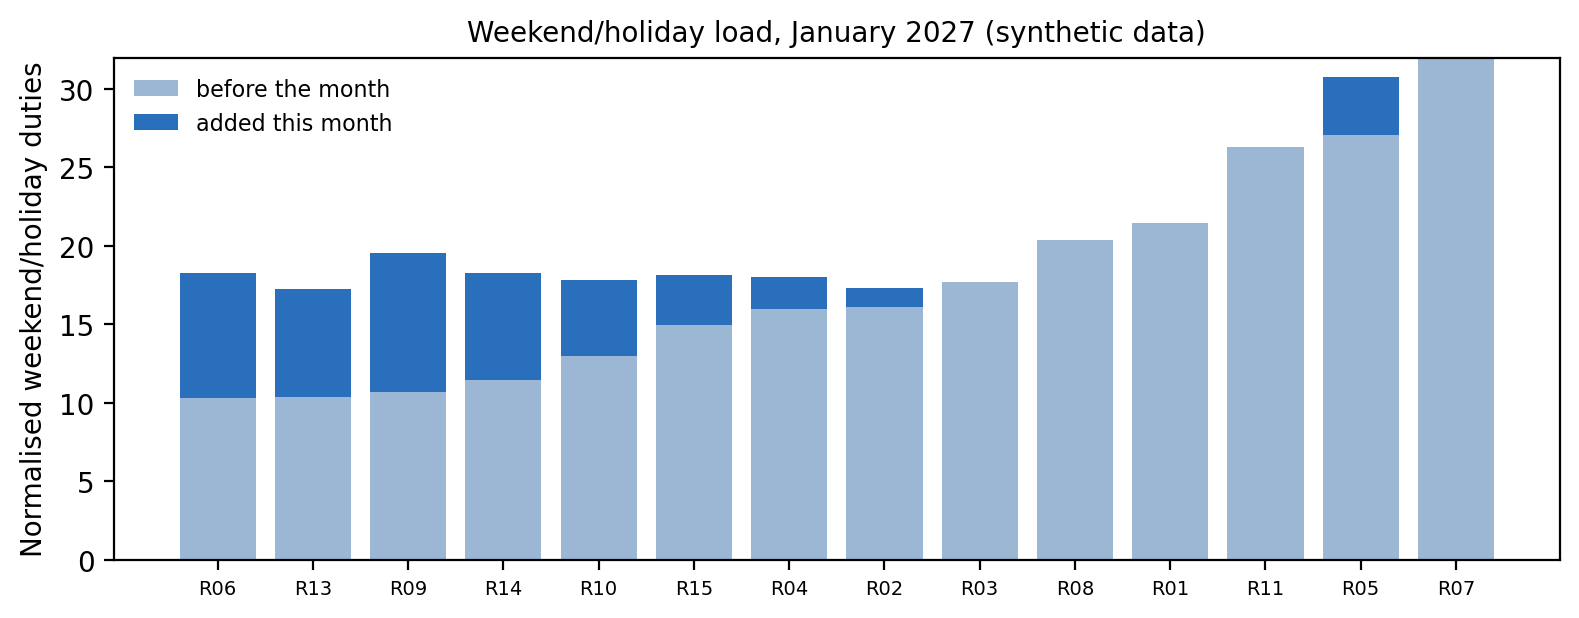 Weekend/holiday load, January 2027 (synthetic data)
Normalised weekend/holiday duties
before the month
added this month
30
25
20
15
10
5
0
R06 R13 R09 R14 R10 R15 R04 R02 R03 R08 R01 R11 R05 R07